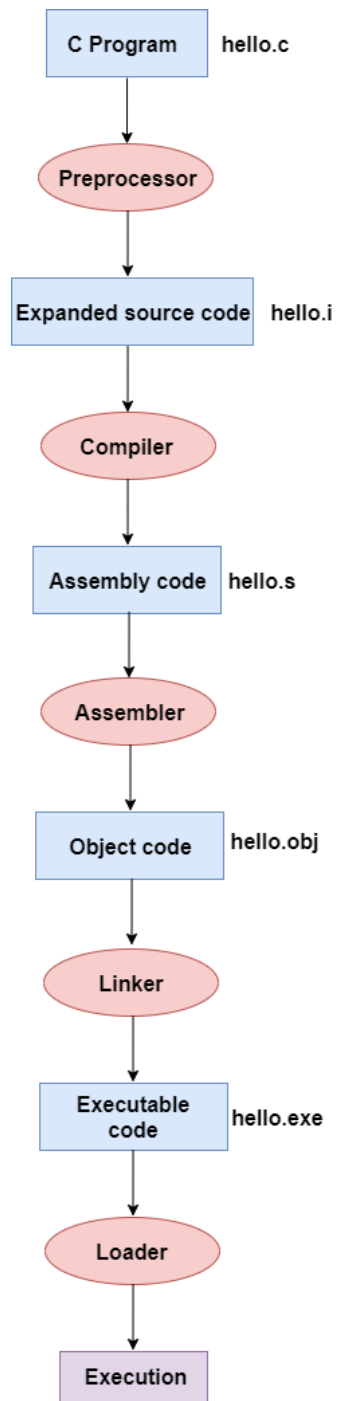 C Program hello.c
Preprocessor
Expanded source code hello.i
Compiler
Assembly code hello.s
Assembler
Object code hello.obj
Linker
Executable
code
hello.exe
Loader
Execution